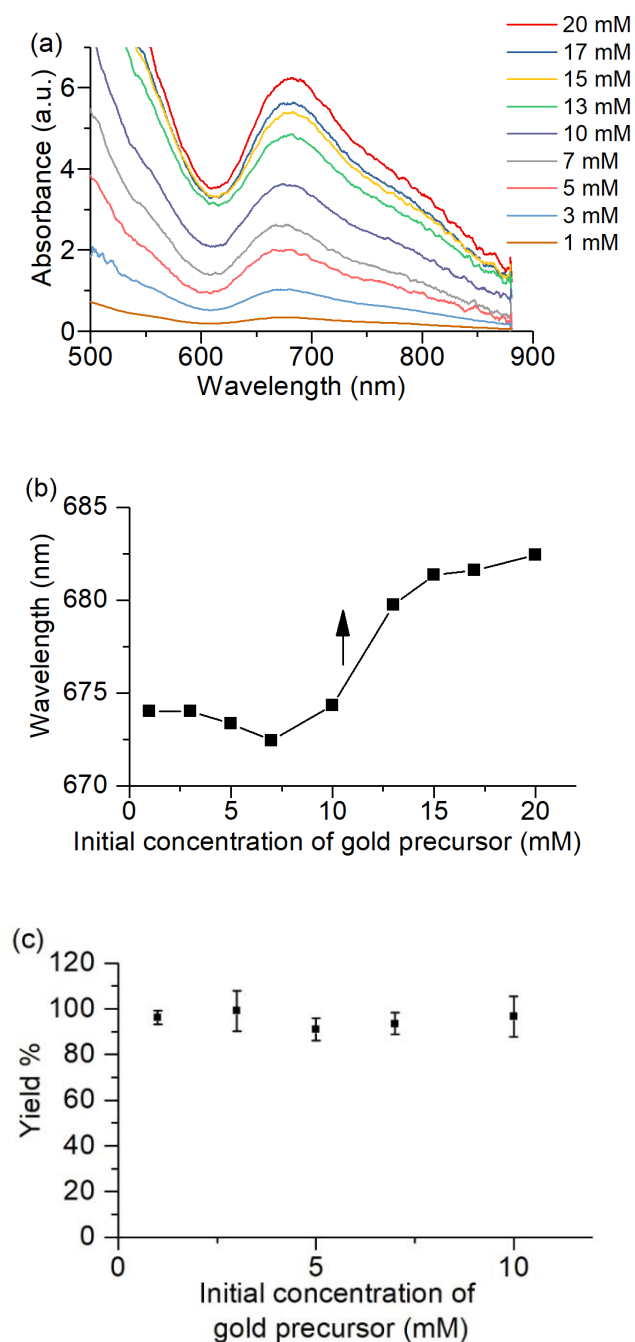 (a)
20 mM
17 mM
15 mM
13 mM
10 mM
7 mM
5 mM
3 mM
1 mM
Absorbance (a.u.)
6
4
2
0
500 600 700 800 900
Wavelength (nm)
(b)
Wavelength (nm)
685
680
675
670
0 5 10 15 20
Initial concentration of gold precursor (mM)
(c)
Yield %
120
100
80
60
40
20
0
0 5 10
Initial concentration of
gold precursor (mM)